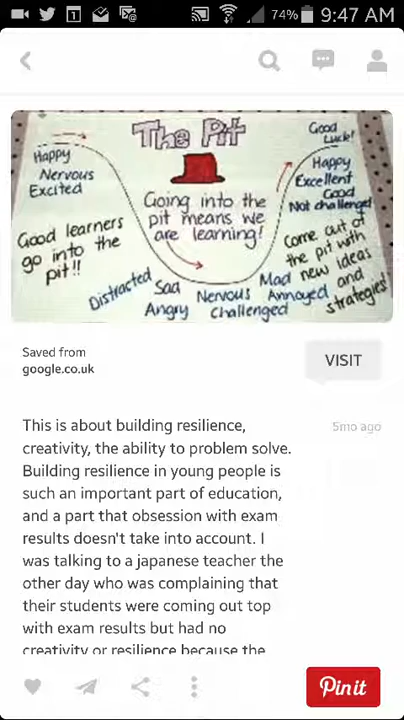 74% 9:47 AM
The Pit
Happy
Nervous
Excited
Good
Luck!
Happy
Excellent
Good
Not challenged
Going into the
pit means we
are learning!
Good learners
go into the
pit!!
Come out of
the pit with
new ideas
and
strategies!
Distracted
Sad
Angry
Nervous
Challenged
Mad
Annoyed
Saved from
google.co.uk
VISIT
This is about building resilience,
5mo ago
creativity, the ability to problem solve.
Building resilience in young people is
such an important part of education,
and a part that obsession with exam
results doesn't take into account. I
was talking to a japanese teacher the
other day who was complaining that
their students were coming out top
with exam results but had no
creativity or resilience because the
Pin it